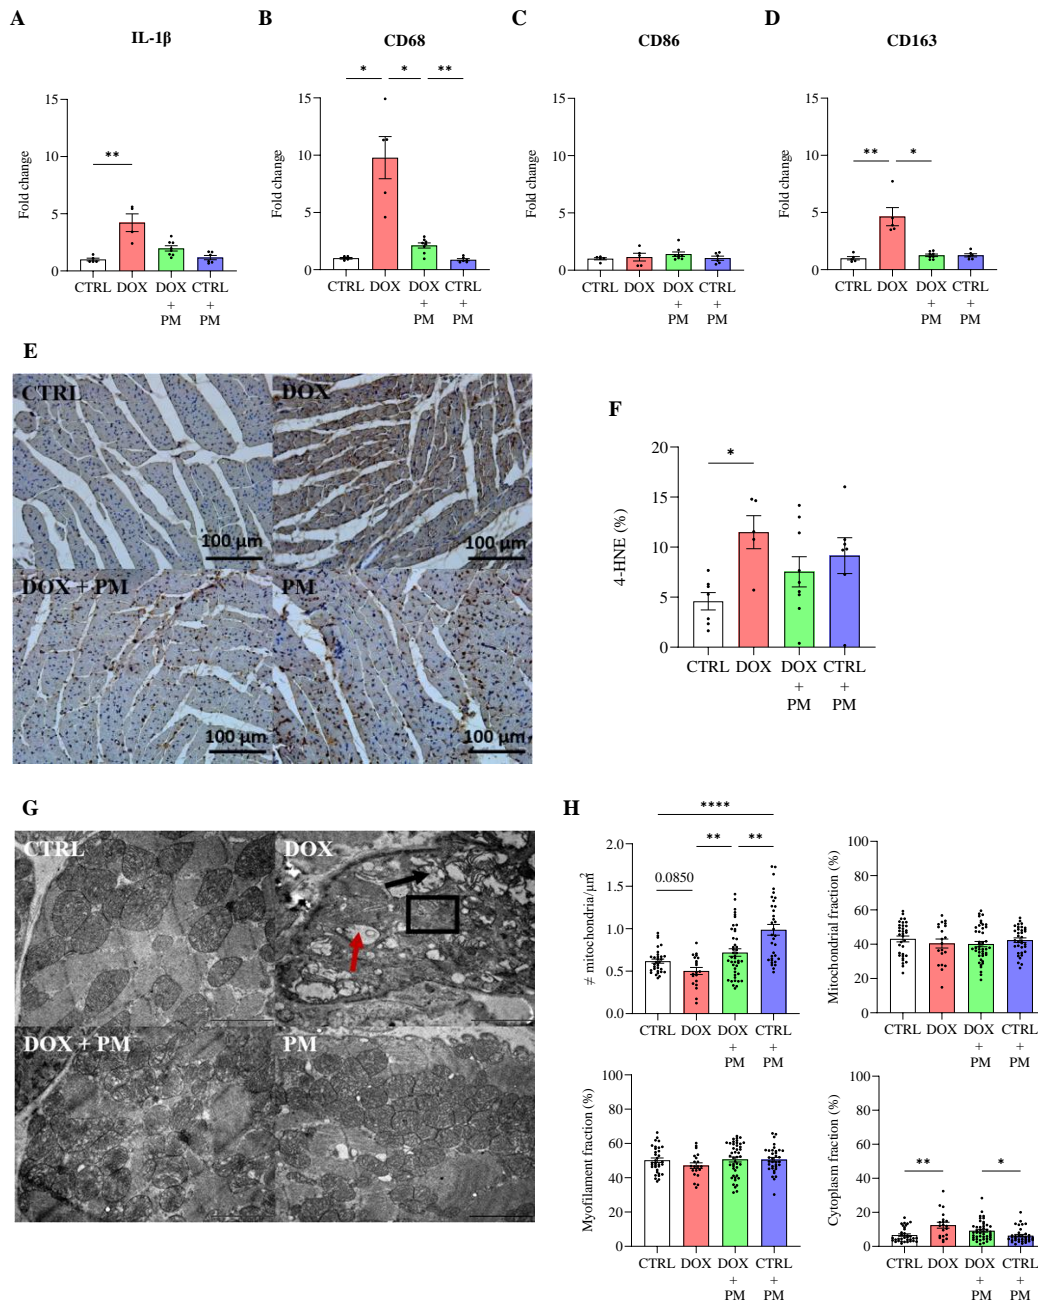 A
B
C
D
IL-1β
CD68
CD86
CD163
*
*
**
**
**
*
15
10
5
0
Fold change
CTRL DOX DOX CTRL
+ +
PM PM
15
10
5
0
Fold change
CTRL DOX DOX CTRL
+ +
PM PM
15
10
5
0
Fold change
CTRL DOX DOX CTRL
+ +
PM PM
15
10
5
0
Fold change
CTRL DOX DOX CTRL
+ +
PM PM
E
CTRL
DOX
100 µm
100 µm
DOX + PM
PM
100 µm
100 µm
F
*
20
15
10
5
0
4-HNE (%)
CTRL DOX DOX CTRL
+ +
PM PM
G
CTRL
DOX
DOX + PM
PM
H
****
** **
0.0850
2.0
1.5
1.0
0.5
0.0
≠ mitochondria/µm²
CTRL DOX DOX CTRL
+ +
PM PM
100
80
60
40
20
0
Mitochondrial fraction (%)
CTRL DOX DOX CTRL
+ +
PM PM
100
80
60
40
20
0
Myofilament fraction (%)
CTRL DOX DOX CTRL
+ +
PM PM
100
80
60
40
20
0
Cytoplasm fraction (%)
** *
CTRL DOX DOX CTRL
+ +
PM PM